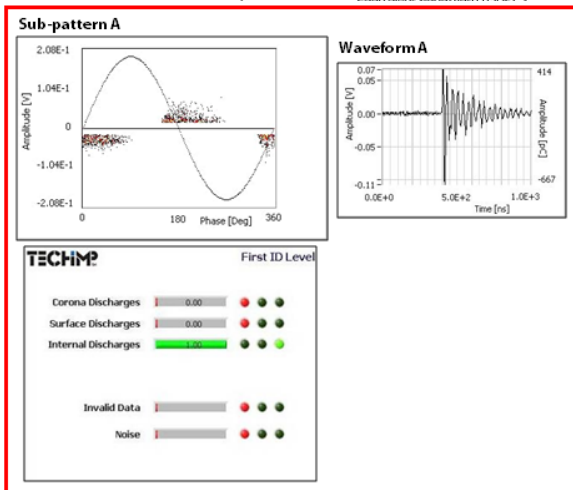 Sub-pattern A
2.08E-1
1.04E-1
0
-1.04E-1
-2.08E-1
Amplitude [V]
0
180
Phase [Deg]
360
Waveform A
0.07
0.05
0.00
-0.05
-0.11
Amplitude [V]
414
Amplitude [pC]
-667
0.0E+0
5.0E+2
1.0E+3
Time [ns]
TECHIMP
First ID Level
Corona Discharges 0.00
Surface Discharges 0.00
Internal Discharges 1.00
Invalid Data
Noise